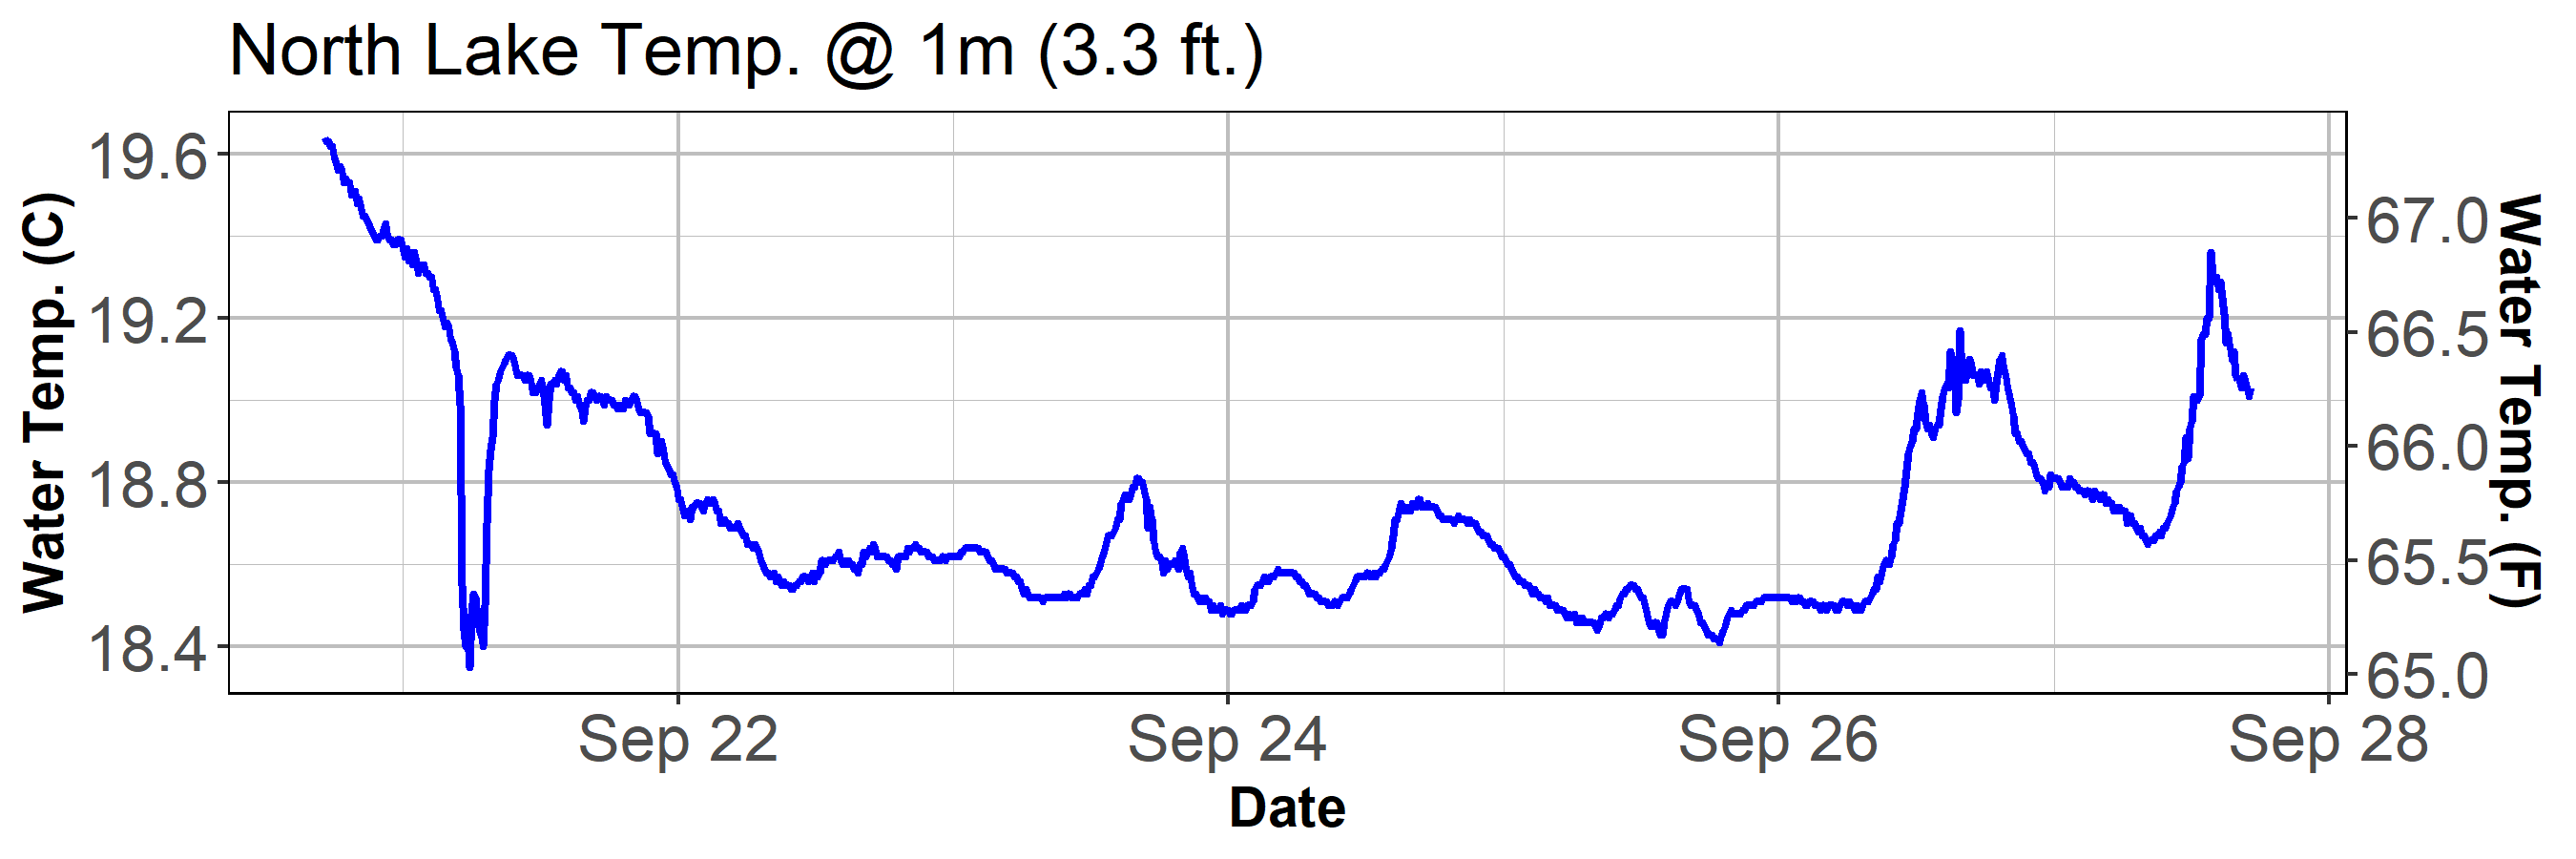 North Lake Temp. @ 1m (3.3 ft.)
Water Temp. (C)
19.6
19.2
18.8
18.4
67.0
66.5
66.0
65.5
65.0
Water Temp. (F)
Sep 22
Sep 24
Sep 26
Sep 28
Date